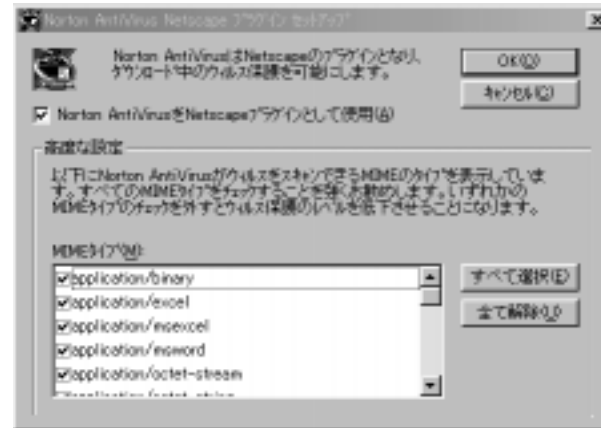 Norton AntiVirus Netscape プラグイン セットアップ
Norton AntiVirusはNetscapeのプラグインとなり、
ダウンロード中のウィルス保護を可能にします。
OK(O)
キャンセル(C)
Norton AntiVirusをNetscapeプラグインとして使用(A)
高度な設定
以下にNorton AntiVirusがウィルスをスキャンできるMIMEのタイプを表示していま
す。すべてのMIMEタイプをチェックすることを強くお勧めします。いずれかの
MIMEタイプのチェックを外すとウィルス保護のレベルを低下させることになります。
MIMEタイプ(M):
application/binary
application/excel
application/msexcel
application/msword
application/octet-stream
すべて選択(E)
全て解除(U)